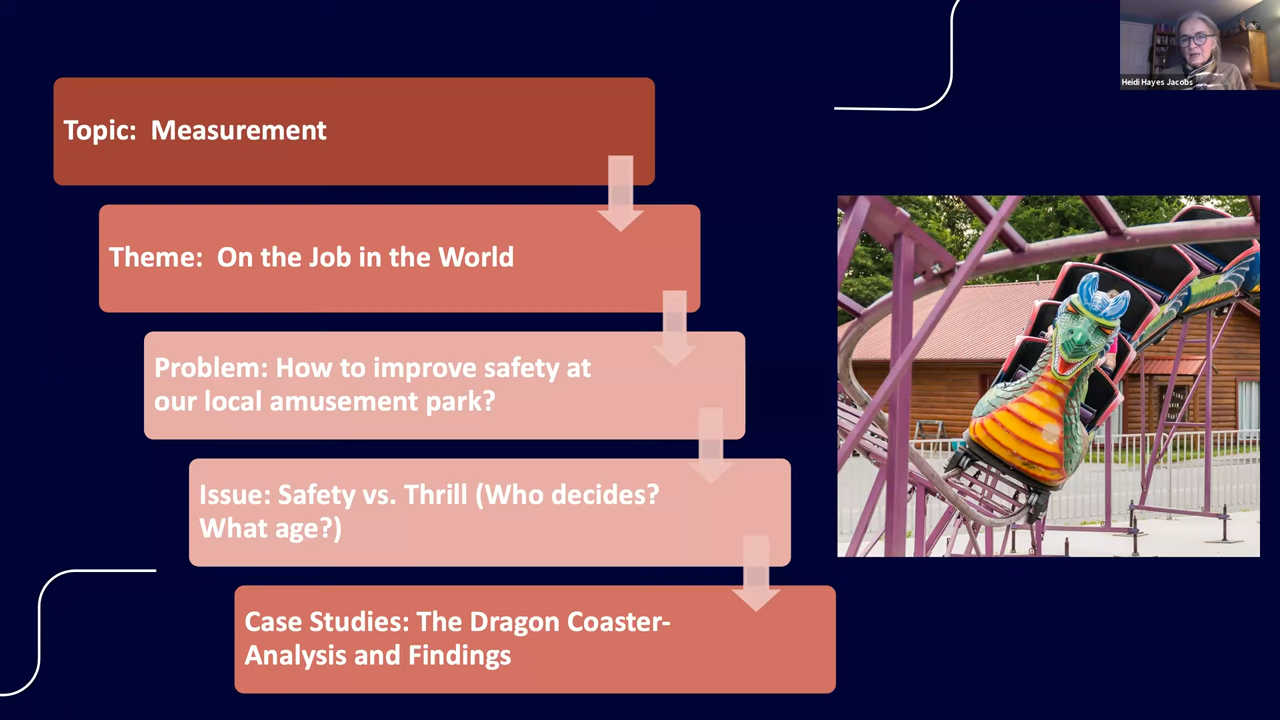 Heidi Hayes Jacobs
Topic:  Measurement
Theme:  On the Job in the World
Problem: How to improve safety at
our local amusement park?
Issue: Safety vs. Thrill (Who decides?
What age?)
Case Studies: The Dragon Coaster-
Analysis and Findings